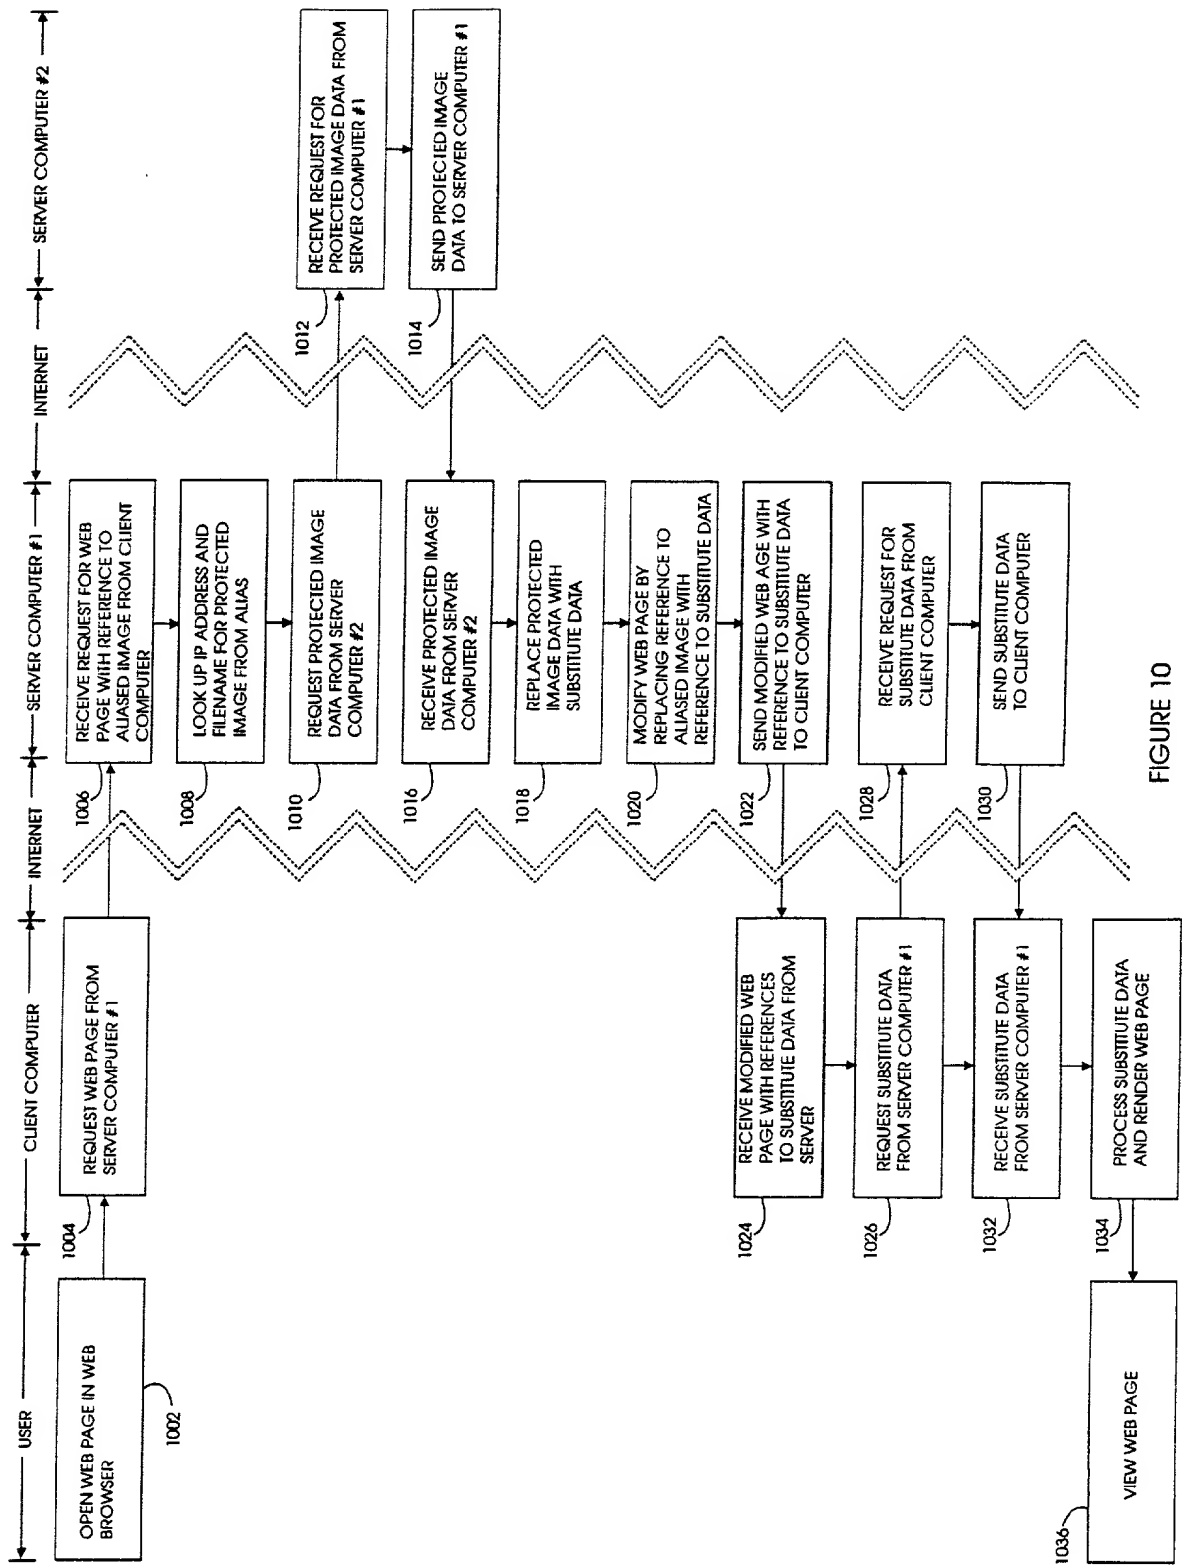 USER
CLIENT COMPUTER
INTERNET
SERVER COMPUTER #1
INTERNET
SERVER COMPUTER #2
OPEN WEB PAGE IN WEB
BROWSER
1002
REQUEST WEB PAGE FROM
SERVER COMPUTER #1
1004
RECEIVE REQUEST FOR WEB
PAGE WITH REFERENCE TO
ALIASED IMAGE FROM CLIENT
COMPUTER
1006
LOOK UP IP ADDRESS AND
FILENAME FOR PROTECTED
IMAGE FROM ALIAS
1008
REQUEST PROTECTED IMAGE
DATA FROM SERVER
COMPUTER #2
1010
RECEIVE REQUEST FOR
PROTECTED IMAGE DATA FROM
SERVER COMPUTER #1
1012
SEND PROTECTED IMAGE
DATA TO SERVER COMPUTER #1
1014
RECEIVE PROTECTED IMAGE
DATA FROM SERVER
COMPUTER #2
1016
REPLACE PROTECTED
IMAGE DATA WITH
SUBSTITUTE DATA
1018
MODIFY WEB PAGE BY
REPLACING REFERENCE TO
ALIASED IMAGE WITH
REFERENCE TO SUBSTITUTE DATA
1020
SEND MODIFIED WEB AGE WITH
REFERENCE TO SUBSTITUTE DATA
TO CLIENT COMPUTER
1022
RECEIVE MODIFIED WEB
PAGE WITH REFERENCES
TO SUBSTITUTE DATA FROM
SERVER
1024
REQUEST SUBSTITUTE DATA
FROM SERVER COMPUTER #1
1026
RECEIVE REQUEST FOR
SUBSTITUTE DATA FROM
CLIENT COMPUTER
1028
SEND SUBSTITUTE DATA
TO CLIENT COMPUTER
1030
RECEIVE SUBSTITUTE DATA
FROM SERVER COMPUTER #1
1032
PROCESS SUBSTITUTE DATA
AND RENDER WEB PAGE
1034
VIEW WEB PAGE
1036
FIGURE 10